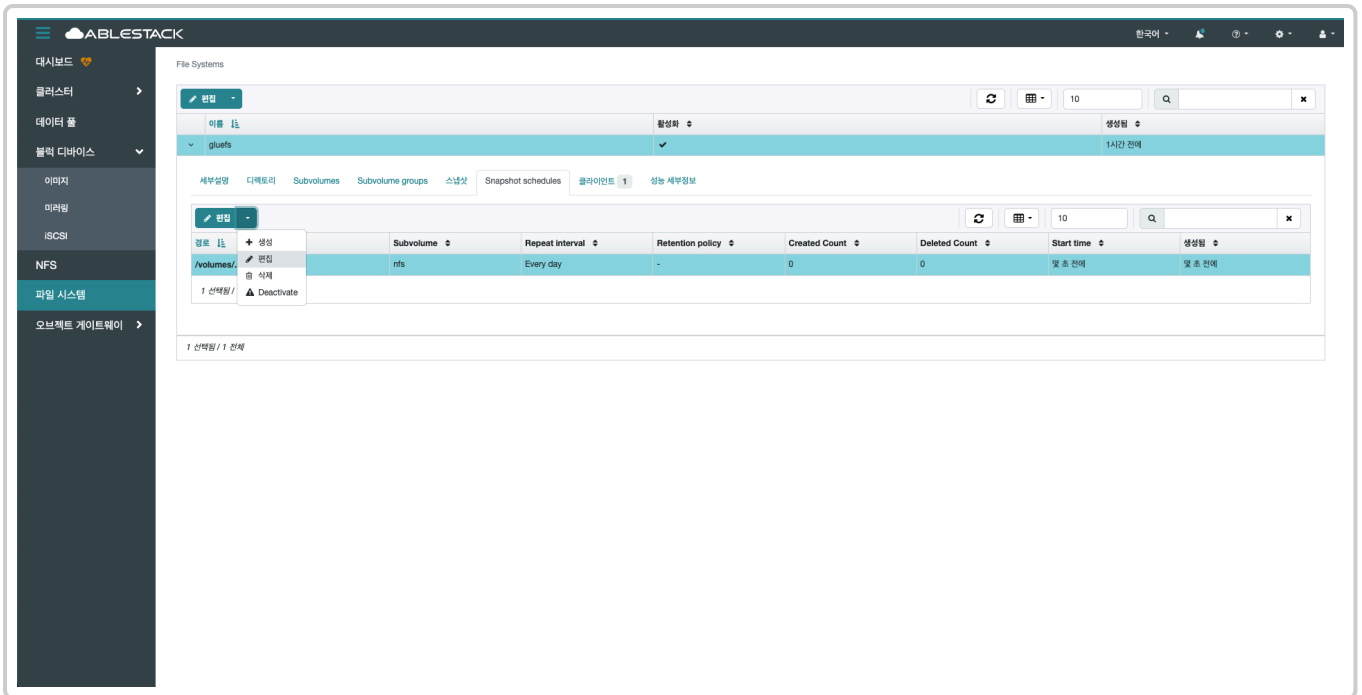 ABLESTACK 한국어
대시보드
클러스터
데이터 풀
블럭 디바이스
이미지
미러링
iSCSI
NFS
파일 시스템
오브젝트 게이트웨이
File Systems
편집 10
이름 활성화 생성됨
gluefs 1시간 전에
세부설명 디렉토리 Subvolumes Subvolume groups 스냅샷 Snapshot schedules 클라이언트 1 성능 세부정보
편집 10
경로 Subvolume Repeat interval Retention policy Created Count Deleted Count Start time 생성됨
/volumes/.. nfs Every day - 0 0 몇 초 전에 몇 초 전에
1 선택됨 /
생성
편집
삭제
Deactivate
1 선택됨 / 1 전체